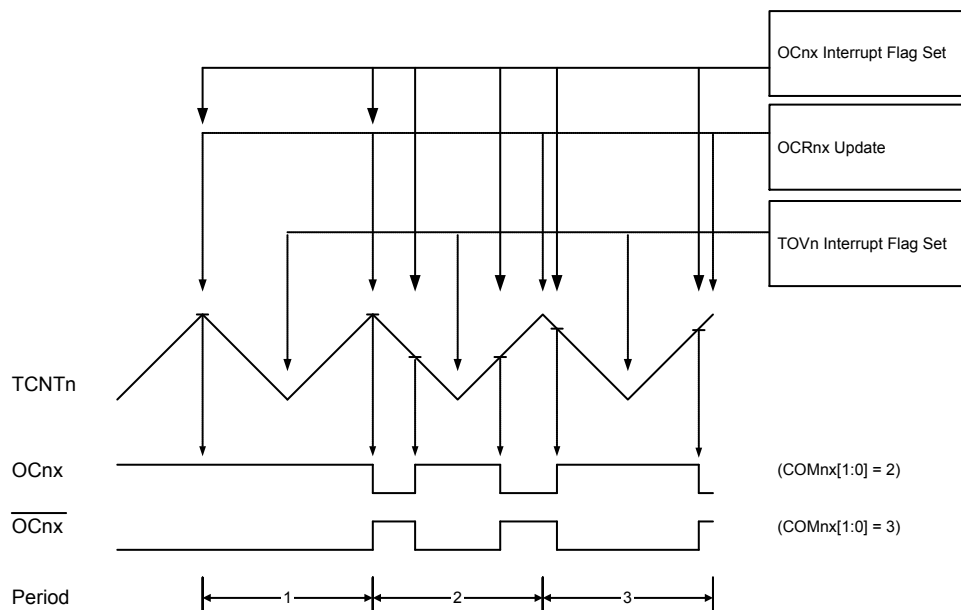 OCnx Interrupt Flag Set
OCRnx Update
TOVn Interrupt Flag Set
TCNTn
OCnx (COMnx[1:0] = 2)
OCnx (COMnx[1:0] = 3)
Period 1 2 3